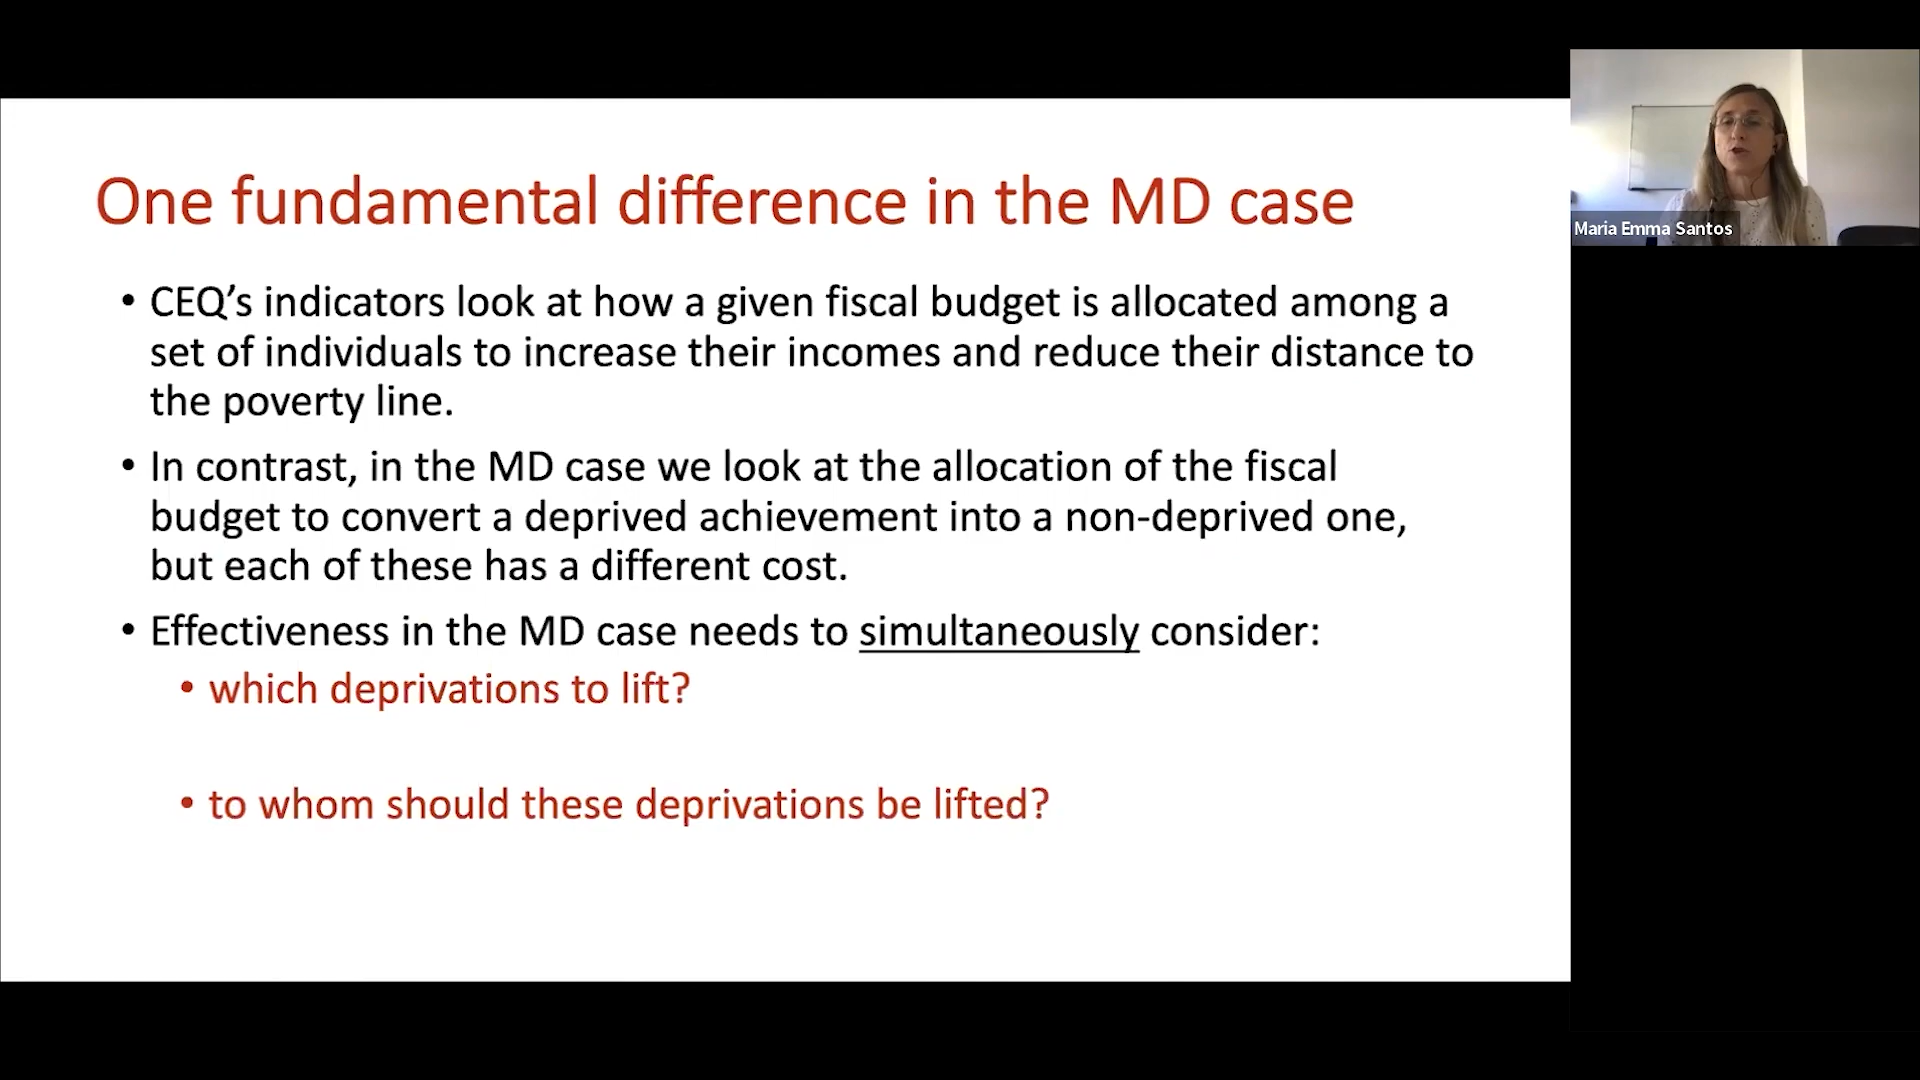 One fundamental difference in the MD case
• CEQ’s indicators look at how a given fiscal budget is allocated among a
set of individuals to increase their incomes and reduce their distance to
the poverty line.
• In contrast, in the MD case we look at the allocation of the fiscal
budget to convert a deprived achievement into a non-deprived one,
but each of these has a different cost.
• Effectiveness in the MD case needs to simultaneously consider:
• which deprivations to lift?
• to whom should these deprivations be lifted?
Maria Emma Santos